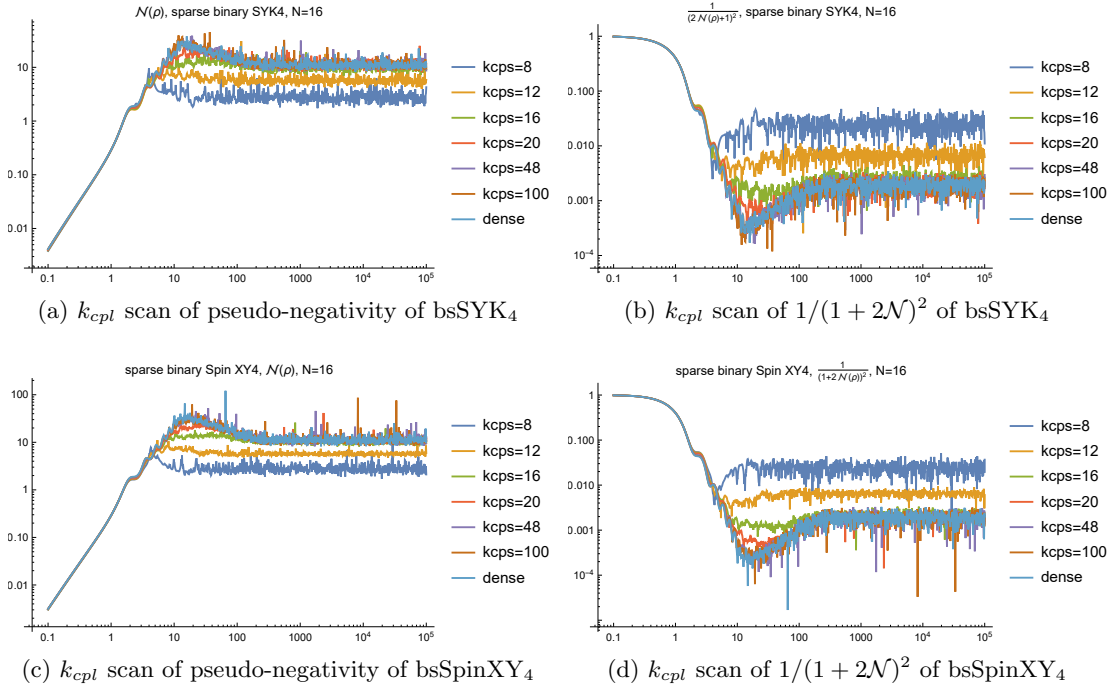 𝒩(ρ), sparse binary SYK4, N=16
10
1
0.10
0.01
0.1 1 10 100 1000 10⁴ 10⁵
kcps=8
kcps=12
kcps=16
kcps=20
kcps=48
kcps=100
dense
(a) k_{cpl} scan of pseudo-negativity of bsSYK₄
1/(2 𝒩(ρ)+1)², sparse binary SYK4, N=16
1
0.100
0.010
0.001
10⁻⁴
0.1 1 10 100 1000 10⁴ 10⁵
kcps=8
kcps=12
kcps=16
kcps=20
kcps=48
kcps=100
dense
(b) k_{cpl} scan of 1/(1 + 2𝒩)² of bsSYK₄
sparse binary Spin XY4, 𝒩(ρ), N=16
100
10
1
0.10
0.01
0.1 1 10 100 1000 10⁴ 10⁵
kcps=8
kcps=12
kcps=16
kcps=20
kcps=48
kcps=100
dense
(c) k_{cpl} scan of pseudo-negativity of bsSpinXY₄
sparse binary Spin XY4, 1/(1+2 𝒩(ρ))², N=16
1
0.100
0.010
0.001
10⁻⁴
0.1 1 10 100 1000 10⁴ 10⁵
kcps=8
kcps=12
kcps=16
kcps=20
kcps=48
kcps=100
dense
(d) k_{cpl} scan of 1/(1 + 2𝒩)² of bsSpinXY₄